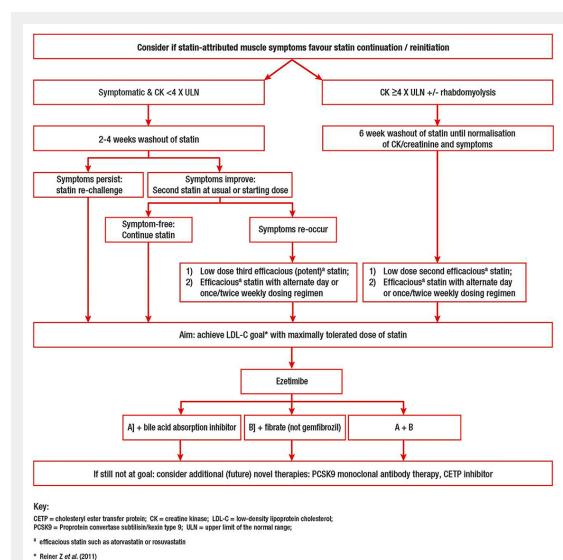 Consider if statin-attributed muscle symptoms favour statin continuation / reinitiation
Symptomatic & CK <4 X ULN
CK ≥4 X ULN +/- rhabdomyolysis
2-4 weeks washout of statin
6 week washout of statin until normalisation
of CK/creatinine and symptoms
Symptoms persist:
statin re-challenge
Symptoms improve:
Second statin at usual or starting dose
Symptom-free:
Continue statin
Symptoms re-occur
1) Low dose third efficacious (potent)ª statin;
2) Efficaciousª statin with alternate day or
or once/twice weekly dosing regimen
1) Low dose second efficaciousª statin;
2) Efficaciousª statin with alternate day
or once/twice weekly dosing regimen
Aim: achieve LDL-C goal* with maximally tolerated dose of statin
Ezetimibe
A] + bile acid absorption inhibitor
B] + fibrate (not gemfibrozil)
A + B
If still not at goal: consider additional (future) novel therapies: PCSK9 monoclonal antibody therapy, CETP inhibitor
Key:
CETP = cholesteryl ester transfer protein; CK = creatine kinase; LDL-C = low-density lipoprotein cholesterol;
PCSK9 = Proprotein convertase subtilisin/kexin type 9; ULN = upper limit of the normal range;
ª efficacious statin such as atorvastatin or rosuvastatin
* Reiner Z et al. (2011)